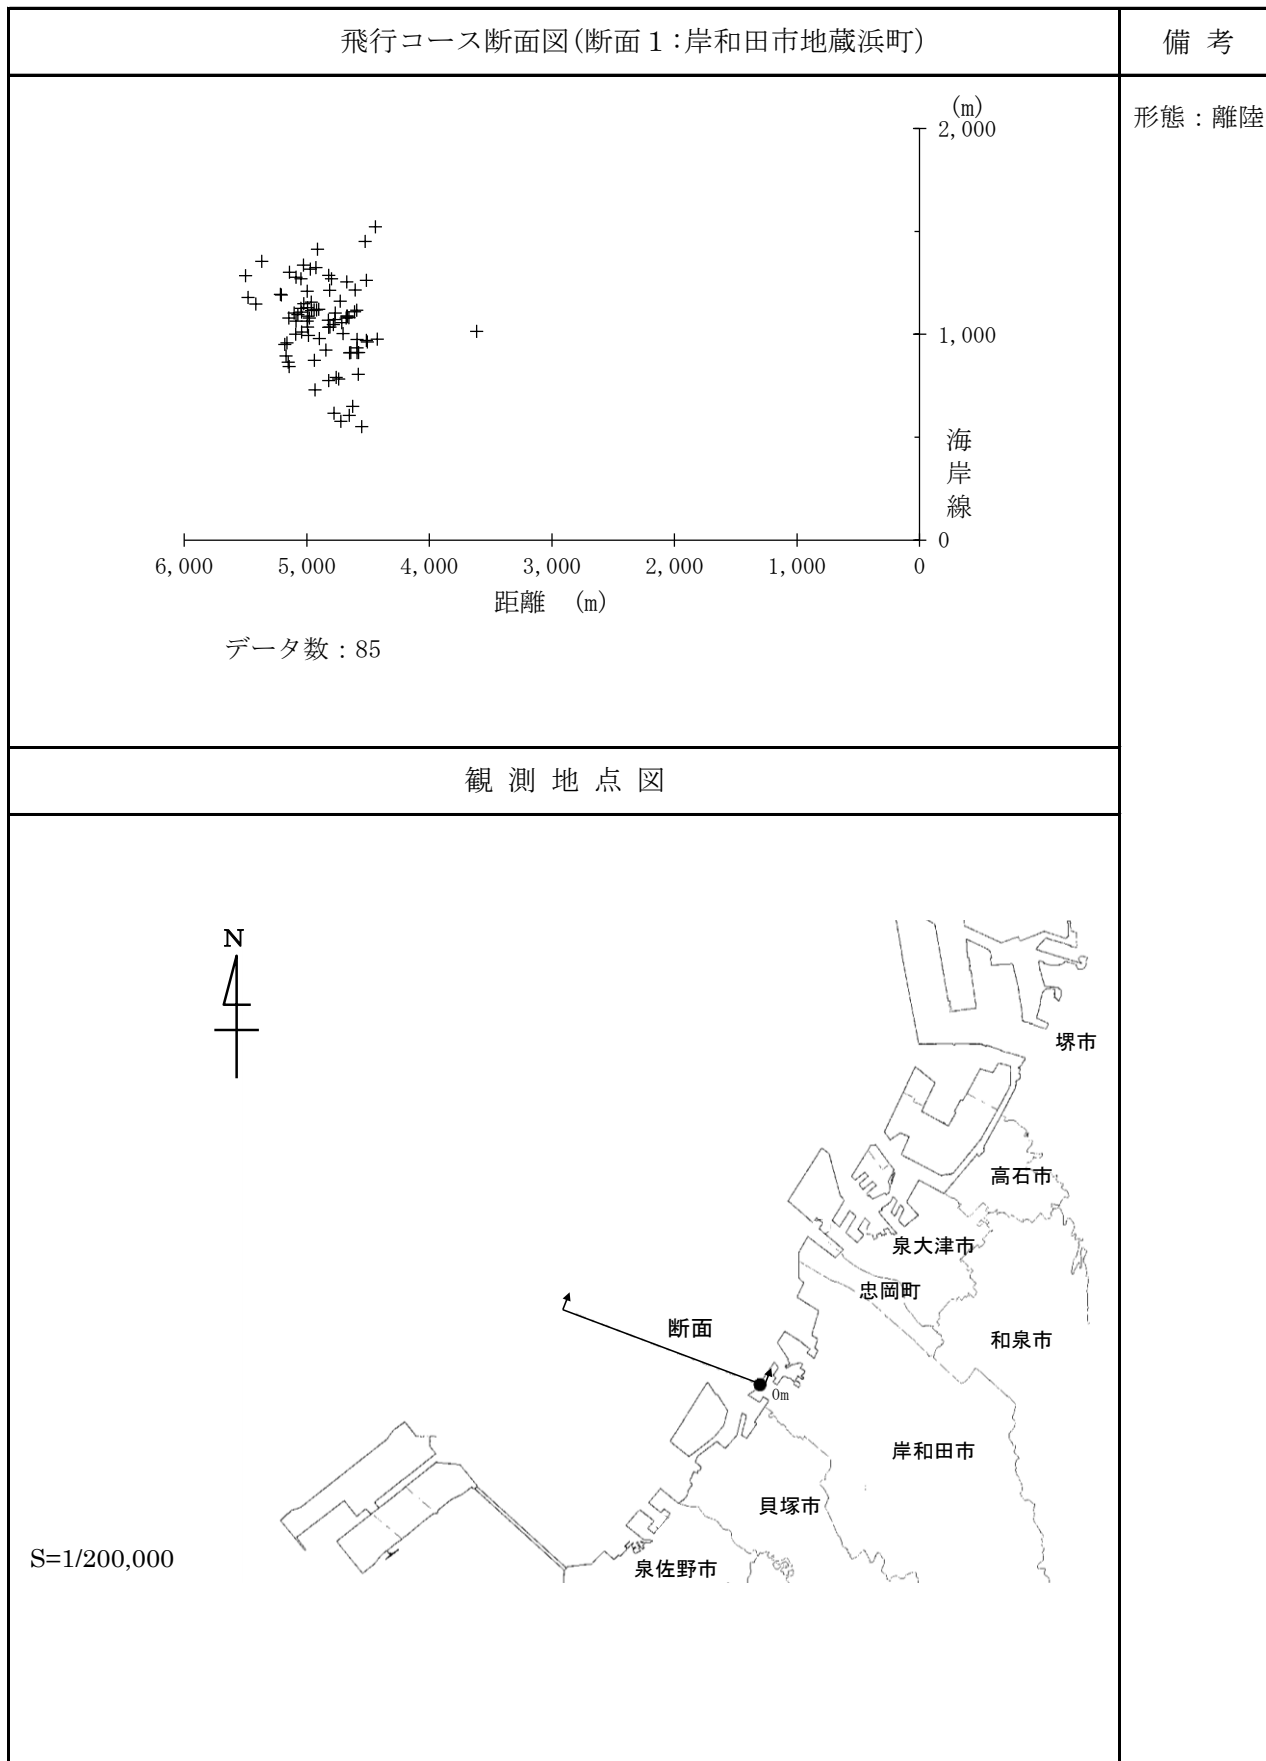 飛行コース断面図(断面1:岸和田市地蔵浜町)
備 考
形態:離陸
(m)
2,000
1,000
海岸線
0
6,000 5,000 4,000 3,000 2,000 1,000 0
距離 (m)
データ数:85
観 測 地 点 図
N
堺市
高石市
泉大津市
忠岡町
断面
和泉市
0m
岸和田市
貝塚市
S=1/200,000
泉佐野市